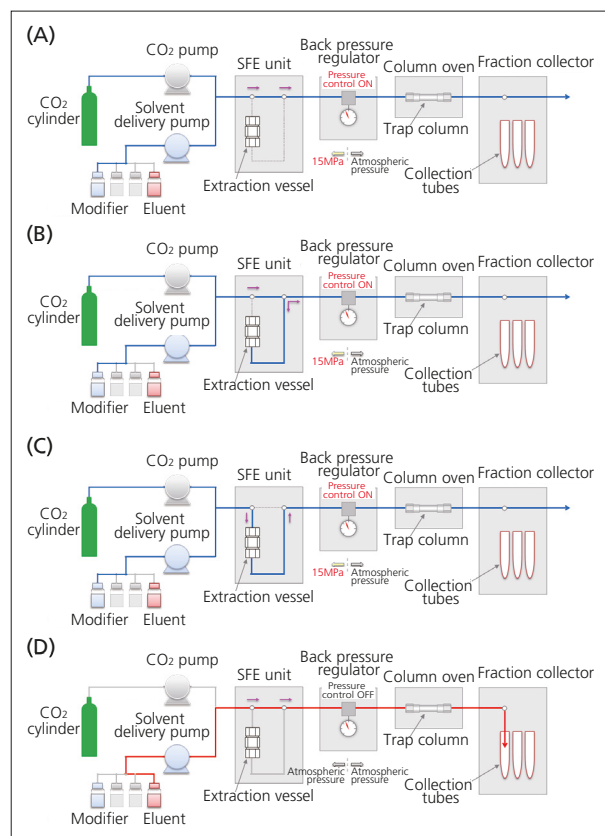 (A)
CO2 pump
SFE unit
Back pressure
regulator
Column oven
Fraction collector
Pressure
control ON
CO2
cylinder
Solvent
delivery pump
Trap column
15MPa
Atmospheric
pressure
Extraction vessel
Collection
tubes
Modifier
Eluent
(B)
CO2 pump
SFE unit
Back pressure
regulator
Column oven
Fraction collector
Pressure
control ON
CO2
cylinder
Solvent
delivery pump
Trap column
15MPa
Atmospheric
pressure
Extraction vessel
Collection
tubes
Modifier
Eluent
(C)
CO2 pump
SFE unit
Back pressure
regulator
Column oven
Fraction collector
Pressure
control ON
CO2
cylinder
Solvent
delivery pump
Trap column
15MPa
Atmospheric
pressure
Extraction vessel
Collection
tubes
Modifier
Eluent
(D)
CO2 pump
SFE unit
Back pressure
regulator
Column oven
Fraction collector
Pressure
control OFF
CO2
cylinder
Solvent
delivery pump
Trap column
Atmospheric
pressure
Atmospheric
pressure
Extraction vessel
Collection
tubes
Modifier
Eluent